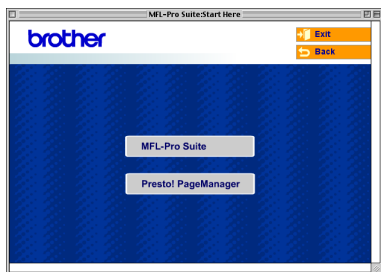 MFL-Pro Suite:Start Here
brother
Exit
Back
MFL-Pro Suite
Presto! PageManager